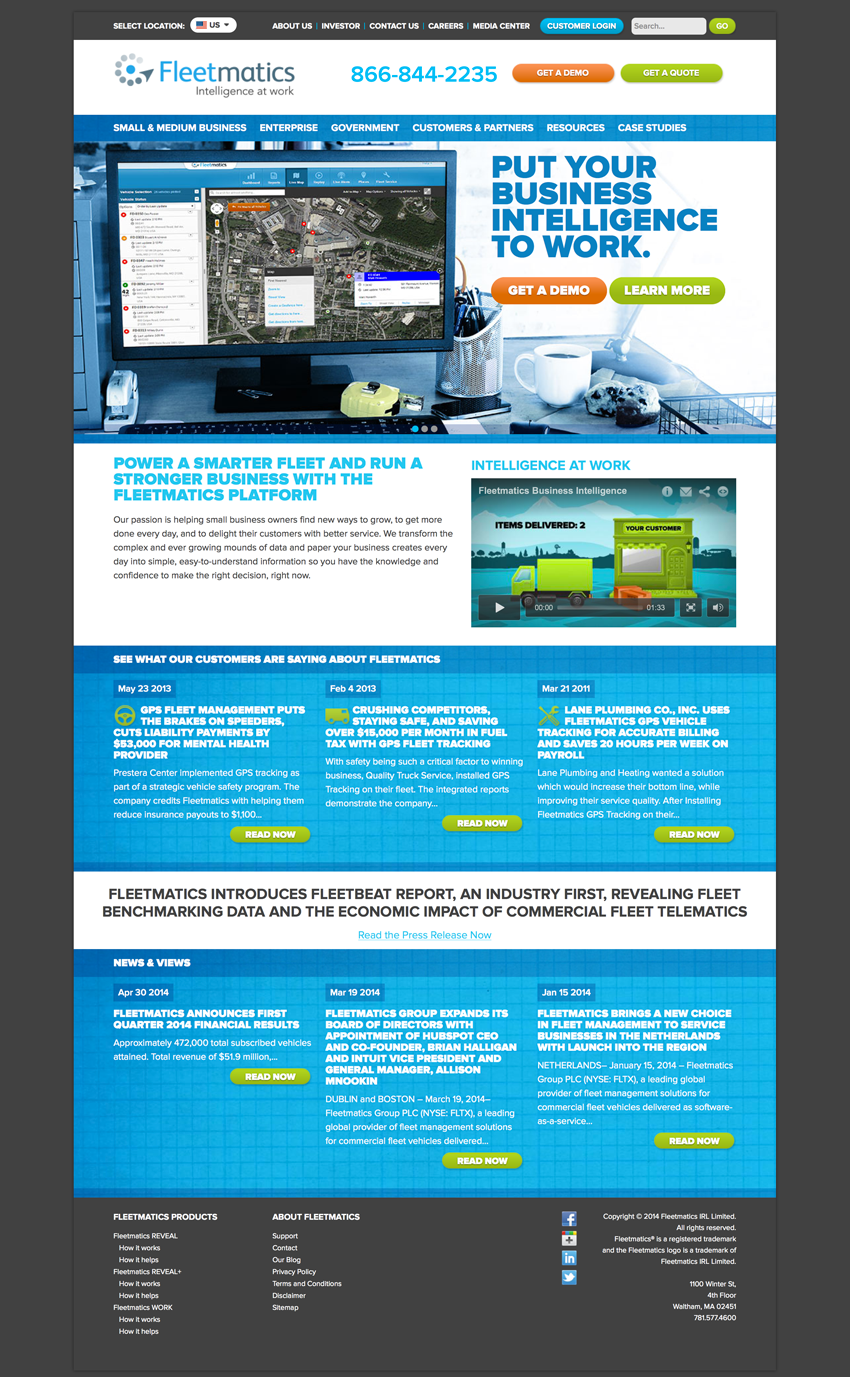 SELECT LOCATION: US ABOUT US INVESTOR CONTACT US CAREERS MEDIA CENTER CUSTOMER LOGIN Search... GO
Fleetmatics
Intelligence at work
866-844-2235 GET A DEMO GET A QUOTE
SMALL & MEDIUM BUSINESS ENTERPRISE GOVERNMENT CUSTOMERS & PARTNERS RESOURCES CASE STUDIES
Fleetmatics
Dashboard Live Map
Vehicle Selection
Vehicle Status
PUT YOUR
BUSINESS
INTELLIGENCE
TO WORK.
GET A DEMO LEARN MORE
POWER A SMARTER FLEET AND RUN A
STRONGER BUSINESS WITH THE
FLEETMATICS PLATFORM
Our passion is helping small business owners find new ways to grow, to get more
done every day, and to delight their customers with better service. We transform the
complex and ever growing mounds of data and paper your business creates every
day into simple, easy-to-understand information so you have the knowledge and
confidence to make the right decision, right now.
INTELLIGENCE AT WORK
Fleetmatics Business Intelligence
ITEMS DELIVERED: 2
YOUR CUSTOMER
00:00 01:33
SEE WHAT OUR CUSTOMERS ARE SAYING ABOUT FLEETMATICS
May 23 2013
GPS FLEET MANAGEMENT PUTS
THE BRAKES ON SPEEDERS,
CUTS LIABILITY PAYMENTS BY
$53,000 FOR MENTAL HEALTH
PROVIDER
Prestera Center implemented GPS tracking as
part of a strategic vehicle safety program. The
company credits Fleetmatics with helping them
reduce insurance payouts to $1,100...
READ NOW
Feb 4 2013
CRUSHING COMPETITORS,
STAYING SAFE, AND SAVING
OVER $15,000 PER MONTH IN FUEL
TAX WITH GPS FLEET TRACKING
With safety being such a critical factor to winning
business, Quality Truck Service, installed GPS
Tracking on their fleet. The integrated reports
demonstrate the company...
READ NOW
Mar 21 2011
LANE PLUMBING CO., INC. USES
FLEETMATICS GPS VEHICLE
TRACKING FOR ACCURATE BILLING
AND SAVES 20 HOURS PER WEEK ON
PAYROLL
Lane Plumbing and Heating wanted a solution
which would increase their bottom line, while
improving their service quality. After Installing
Fleetmatics GPS Tracking on their...
READ NOW
FLEETMATICS INTRODUCES FLEETBEAT REPORT, AN INDUSTRY FIRST, REVEALING FLEET
BENCHMARKING DATA AND THE ECONOMIC IMPACT OF COMMERCIAL FLEET TELEMATICS
Read the Press Release Now
NEWS & VIEWS
Apr 30 2014
FLEETMATICS ANNOUNCES FIRST
QUARTER 2014 FINANCIAL RESULTS
Approximately 472,000 total subscribed vehicles
attained. Total revenue of $51.9 million,...
READ NOW
Mar 19 2014
FLEETMATICS GROUP EXPANDS ITS
BOARD OF DIRECTORS WITH
APPOINTMENT OF HUBSPOT CEO
AND CO-FOUNDER, BRIAN HALLIGAN
AND INTUIT VICE PRESIDENT AND
GENERAL MANAGER, ALLISON
MNOOKIN
DUBLIN and BOSTON – March 19, 2014–
Fleetmatics Group PLC (NYSE: FLTX), a leading
global provider of fleet management solutions
for commercial fleet vehicles delivered...
READ NOW
Jan 15 2014
FLEETMATICS BRINGS A NEW CHOICE
IN FLEET MANAGEMENT TO SERVICE
BUSINESSES IN THE NETHERLANDS
WITH LAUNCH INTO THE REGION
NETHERLANDS– January 15, 2014 – Fleetmatics
Group PLC (NYSE: FLTX), a leading global
provider of fleet management solutions for
commercial fleet vehicles delivered as software-
as-a-service...
READ NOW
FLEETMATICS PRODUCTS
Fleetmatics REVEAL
How it works
How it helps
Fleetmatics REVEAL+
How it works
How it helps
Fleetmatics WORK
How it works
How it helps
ABOUT FLEETMATICS
Support
Contact
Our Blog
Privacy Policy
Terms and Conditions
Disclaimer
Sitemap
Copyright © 2014 Fleetmatics IRL Limited.
All rights reserved.
Fleetmatics® is a registered trademark
and the Fleetmatics logo is a trademark of
Fleetmatics IRL Limited.
1100 Winter St,
4th Floor
Waltham, MA 02451
781.577.4600